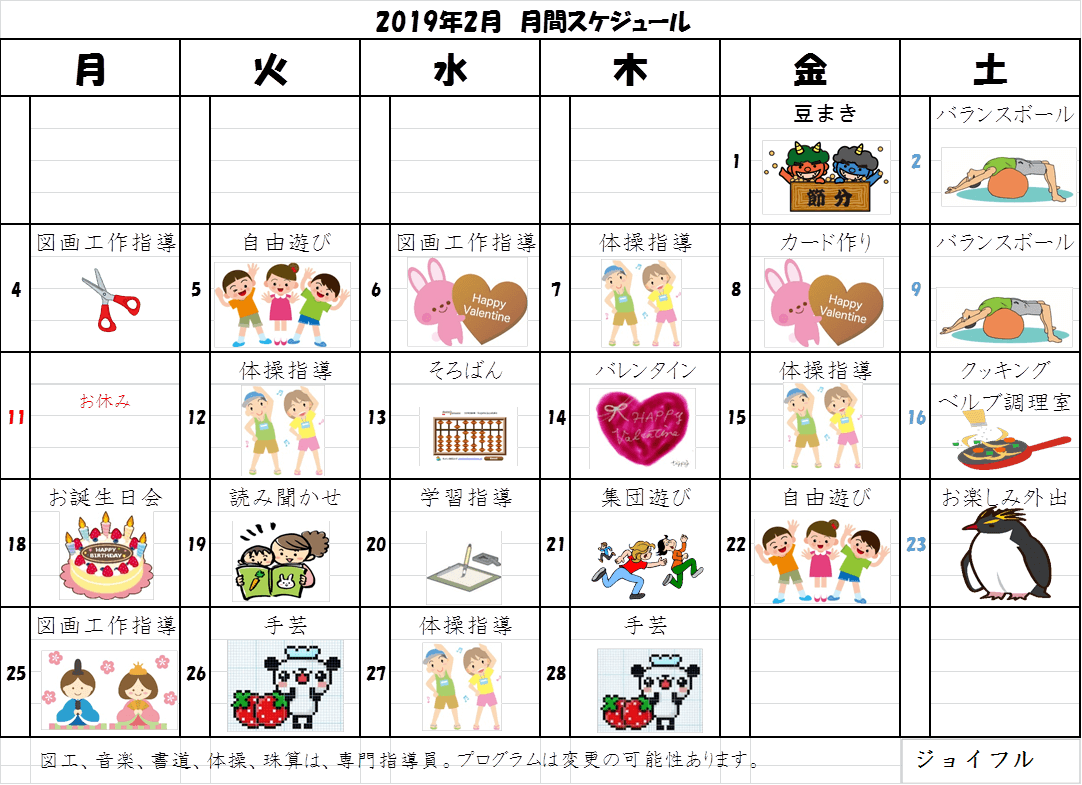 2019年2月 月間スケジュール
月 火 水 木 金 土
豆まき バランスボール
1 2
節分
図画工作指導 自由遊び 図画工作指導 体操指導 カード作り バランスボール
4 5 6 7 8 9
Happy Valentine
Happy Valentine
体操指導 そろばん バレンタイン 体操指導 クッキング
お休み ベルブ調理室
11 12 13 14 15 16
HAPPY
Valentine
お誕生日会 読み聞かせ 学習指導 集団遊び 自由遊び お楽しみ外出
18 19 20 21 22 23
HAPPY
BIRTHDAY
図画工作指導 手芸 体操指導 手芸
25 26 27 28
図工、音楽、書道、体操、珠算は、専門指導員。プログラムは変更の可能性あります。
ジョイフル